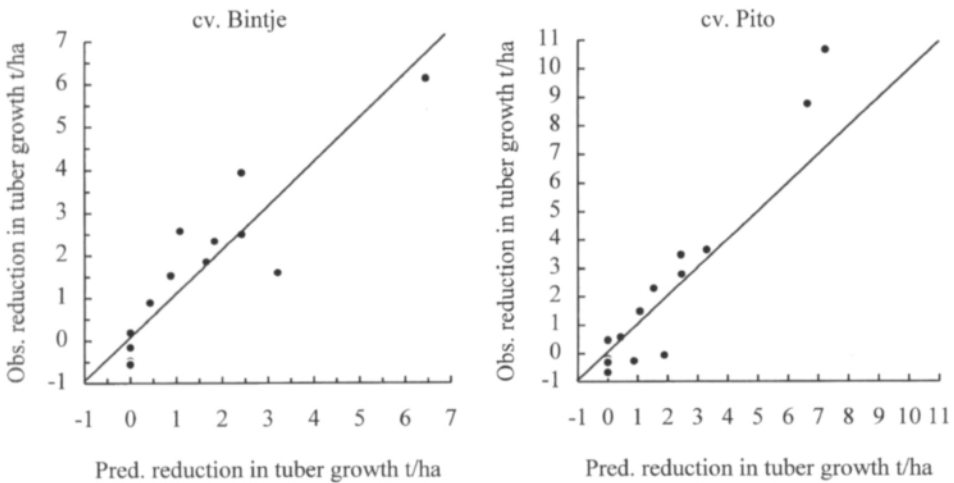 cv. Bintje
Obs. reduction in tuber growth t/ha
7
6
5
4
3
2
1
0
-1
-1 0 1 2 3 4 5 6 7
Pred. reduction in tuber growth t/ha
cv. Pito
Obs. reduction in tuber growth t/ha
11
10
9
8
7
6
5
4
3
2
1
0
-1
-1 0 1 2 3 4 5 6 7 8 9 10 11
Pred. reduction in tuber growth t/ha